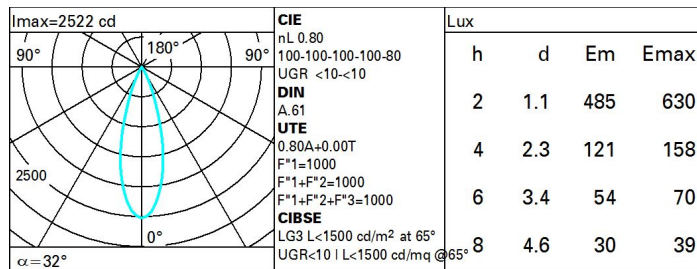 Imax=2522 cd
90° 180° 90°
2500
0°
α=32°
CIE
nL 0.80
100-100-100-100-80
UGR <10-<10
DIN
A.61
UTE
0.80A+0.00T
F"1=1000
F"1+F"2=1000
F"1+F"2+F"3=1000
CIBSE
LG3 L<1500 cd/m² at 65°
UGR<10 | L<1500 cd/mq @65°
Lux
h d Em Emax
2 1.1 485 630
4 2.3 121 158
6 3.4 54 70
8 4.6 30 39